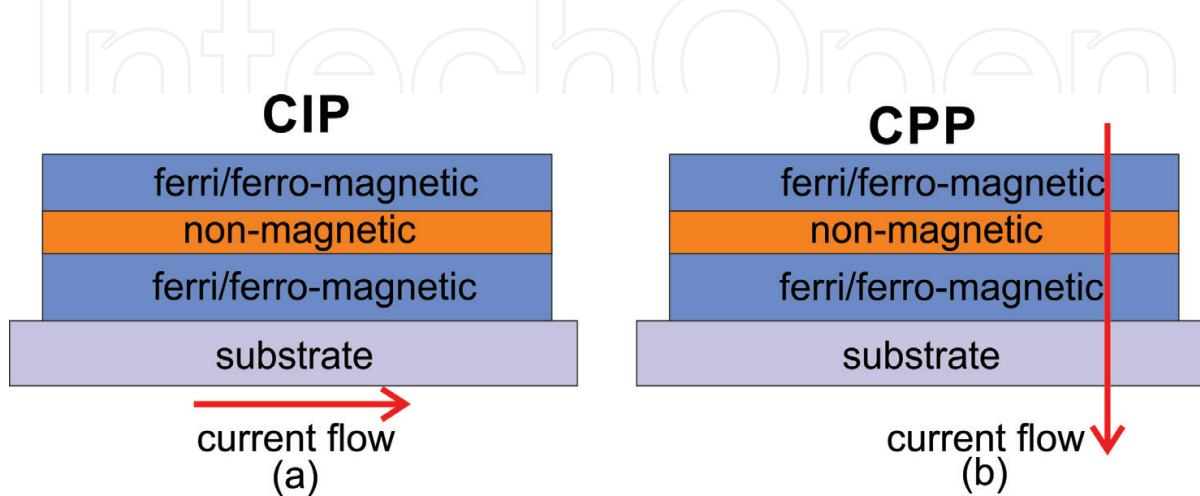 IntechOpen
CIP
ferri/ferro-magnetic
non-magnetic
ferri/ferro-magnetic
substrate
current flow
(a)
CPP
ferri/ferro-magnetic
non-magnetic
ferri/ferro-magnetic
substrate
current flow
(b)